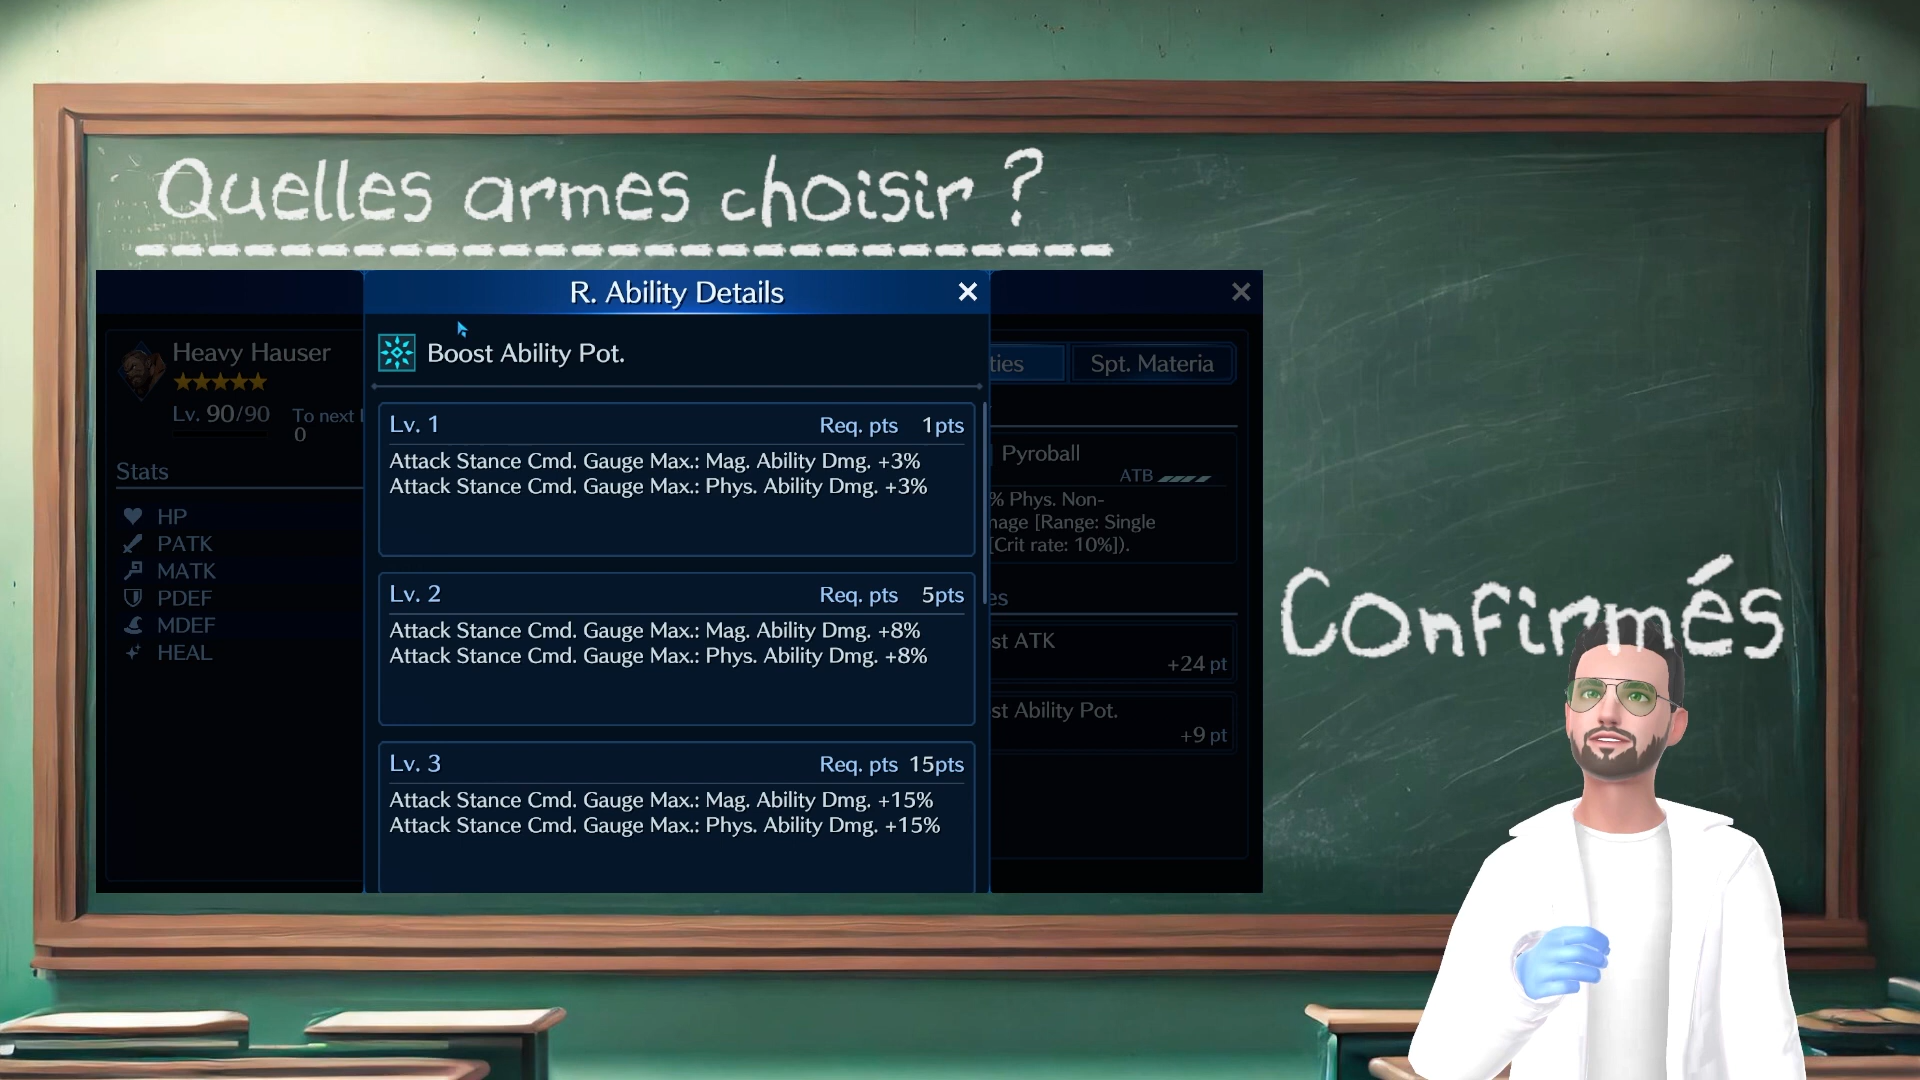 Quelles armes choisir ?
R. Ability Details
Boost Ability Pot.
Lv. 1 Req. pts 1pts
Attack Stance Cmd. Gauge Max.: Mag. Ability Dmg. +3%
Attack Stance Cmd. Gauge Max.: Phys. Ability Dmg. +3%
Lv. 2 Req. pts 5pts
Attack Stance Cmd. Gauge Max.: Mag. Ability Dmg. +8%
Attack Stance Cmd. Gauge Max.: Phys. Ability Dmg. +8%
Lv. 3 Req. pts 15pts
Attack Stance Cmd. Gauge Max.: Mag. Ability Dmg. +15%
Attack Stance Cmd. Gauge Max.: Phys. Ability Dmg. +15%
Heavy Hauser
Lv. 90/90 To next
0
Stats
HP
PATK
MATK
PDEF
MDEF
HEAL
ties Spt. Materia
Pyroball
ATB
% Phys. Non-
mage [Range: Single
[Crit rate: 10%]).
es
st ATK
+24 pt
st Ability Pot.
+9 pt
Confirmés